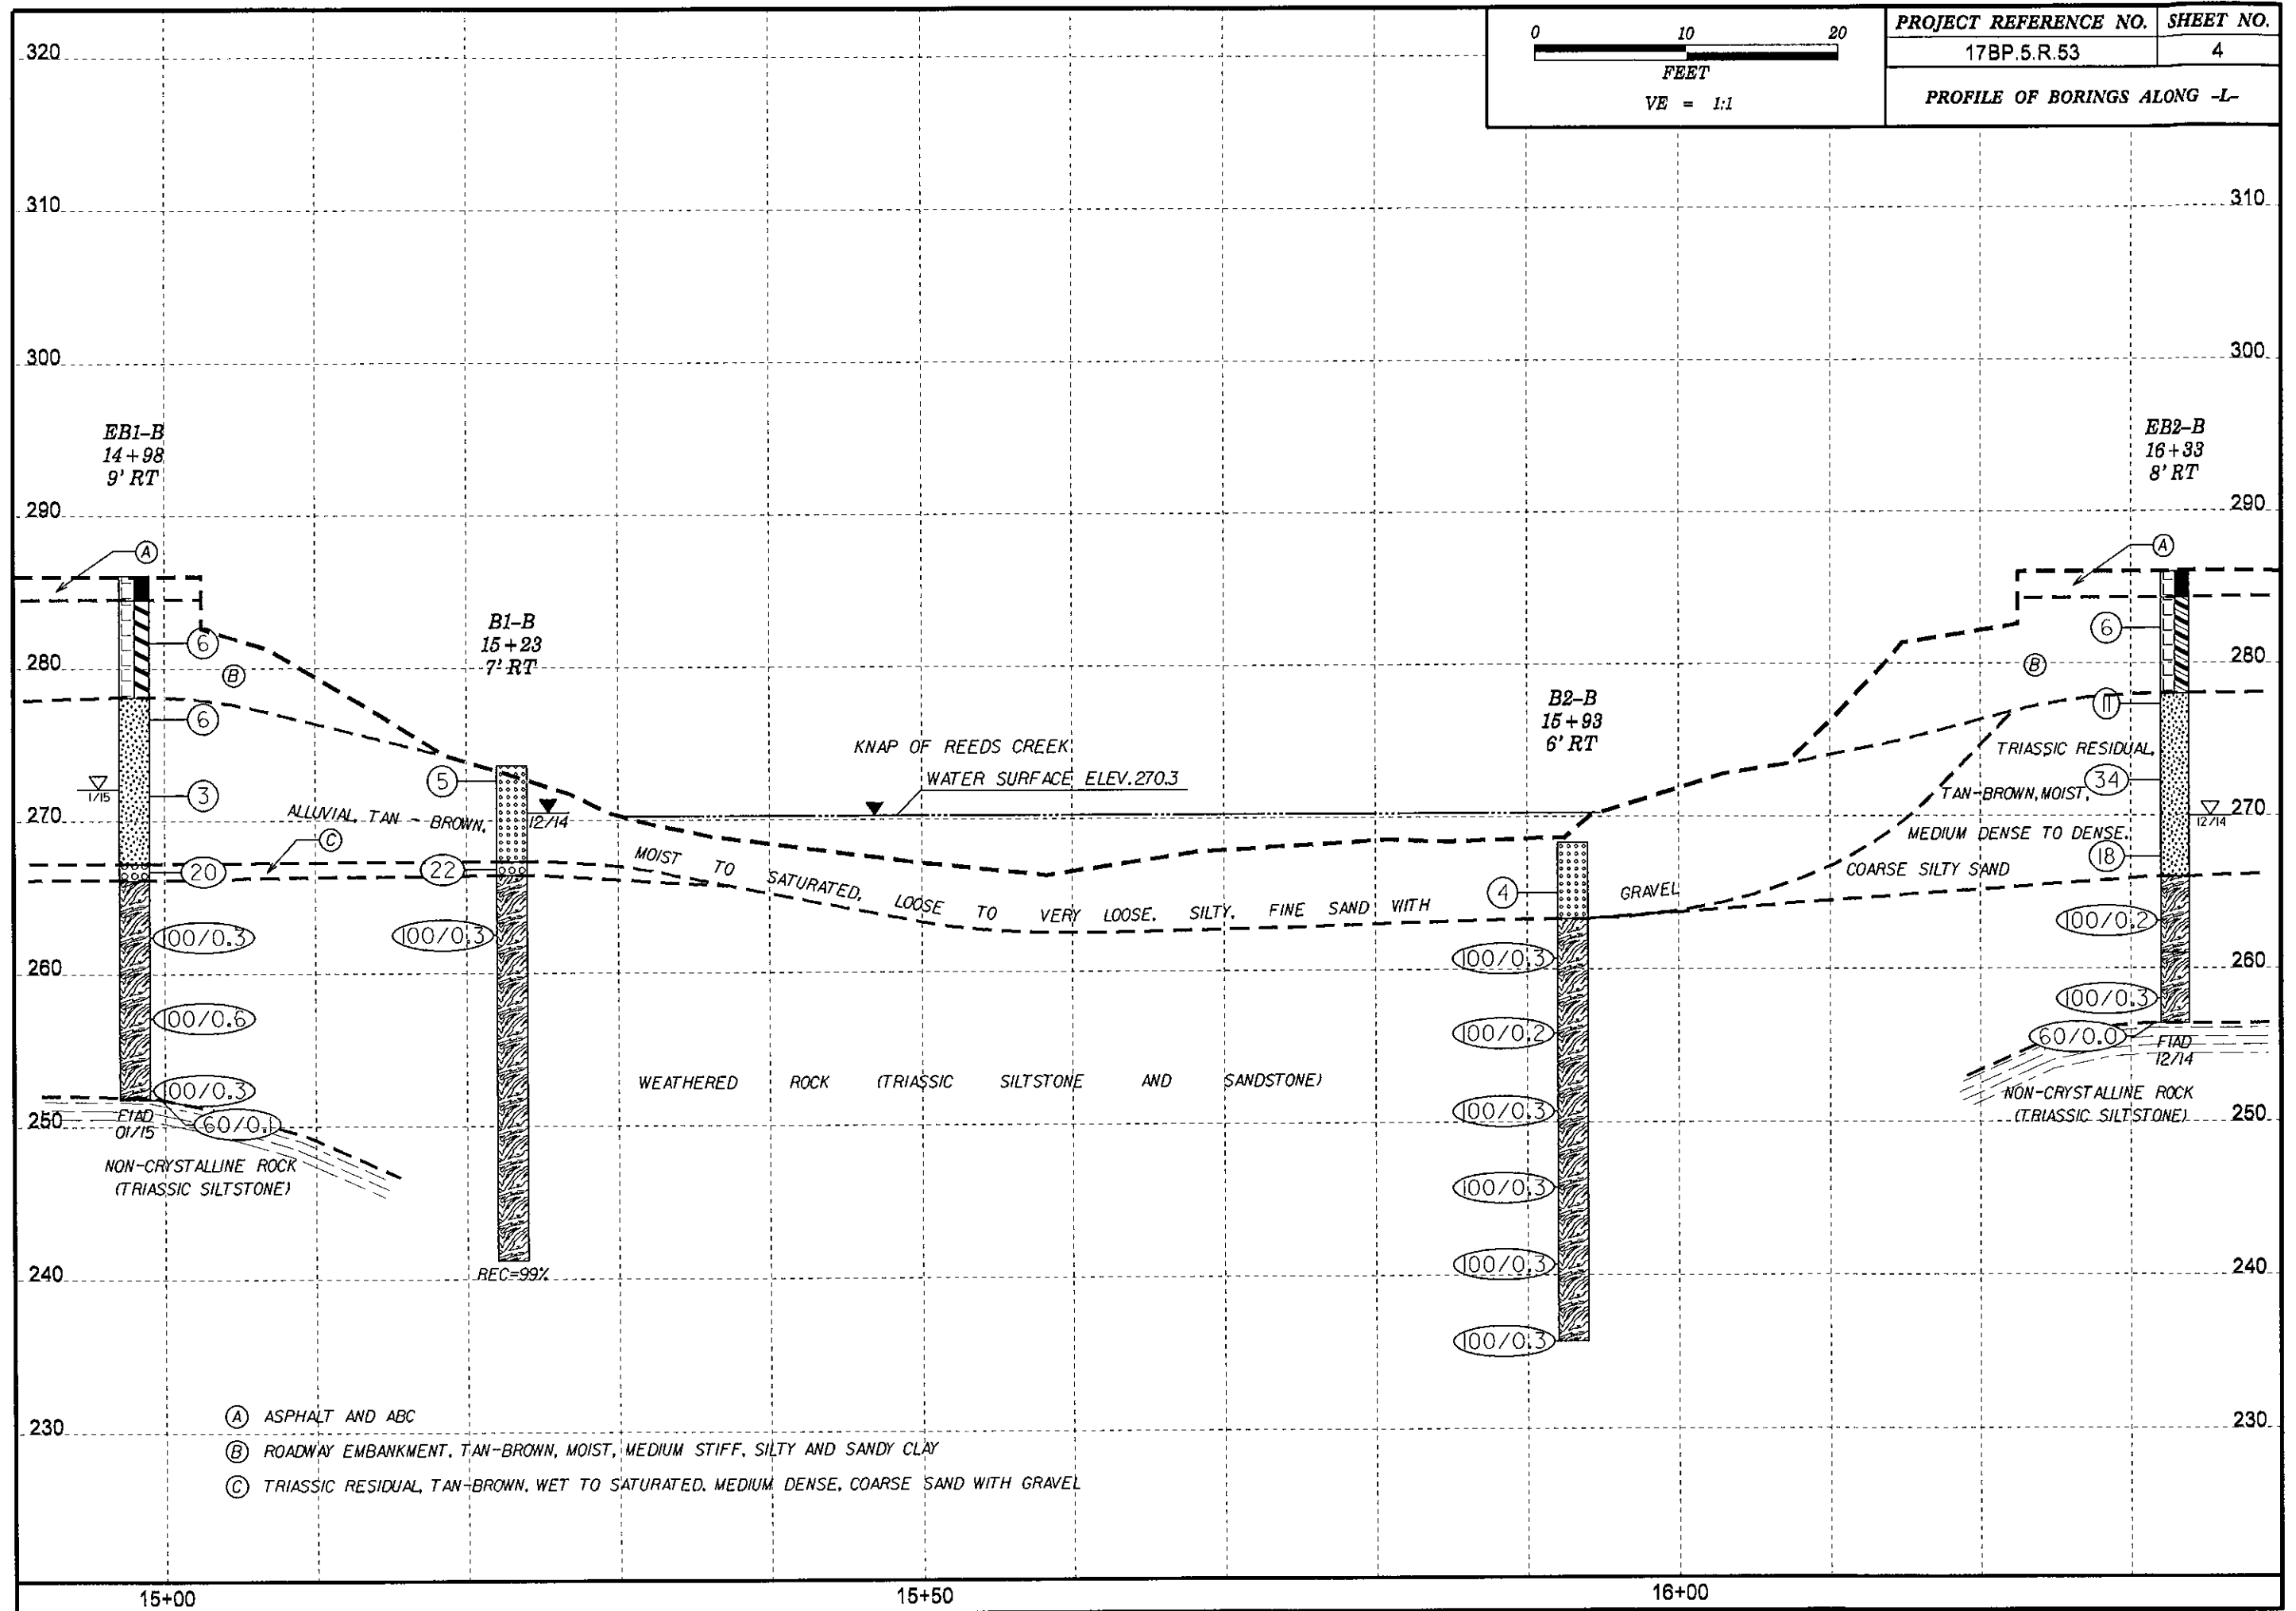 0 10 20
FEET
VE = 1:1
PROJECT REFERENCE NO.
SHEET NO.
17BP.5.R.53
4
PROFILE OF BORINGS ALONG -L-
320
310
310
300
300
290
290
280
280
270
270
260
260
250
250
240
240
230
230
EB1-B
14+98
9' RT
A
6
B
6
3
1/15
20
100/0.3
100/0.6
100/0.3
60/0.1
FIAD
01/15
NON-CRYSTALLINE ROCK
(TRIASSIC SILTSTONE)
B1-B
15+23
7' RT
5
12/14
22
100/0.3
REC=99%
ALLUVIAL, TAN - BROWN,
C
MOIST TO SATURATED, LOOSE TO VERY LOOSE, SILTY, FINE SAND WITH GRAVEL
KNAP OF REEDS CREEK
WATER SURFACE ELEV.270.3
WEATHERED ROCK (TRIASSIC SILTSTONE AND SANDSTONE)
B2-B
15+93
6' RT
4
100/0.3
100/0.2
100/0.3
100/0.3
100/0.3
100/0.3
EB2-B
16+33
8' RT
A
6
B
11
TRIASSIC RESIDUAL,
34
TAN-BROWN, MOIST,
12/14
MEDIUM DENSE TO DENSE,
18
COARSE SILTY SAND
100/0.2
100/0.3
60/0.0
FIAD
12/14
NON-CRYSTALLINE ROCK
(TRIASSIC SILTSTONE)
A ASPHALT AND ABC
B ROADWAY EMBANKMENT, TAN-BROWN, MOIST, MEDIUM STIFF, SILTY AND SANDY CLAY
C TRIASSIC RESIDUAL, TAN-BROWN, WET TO SATURATED, MEDIUM DENSE, COARSE SAND WITH GRAVEL
15+00
15+50
16+00